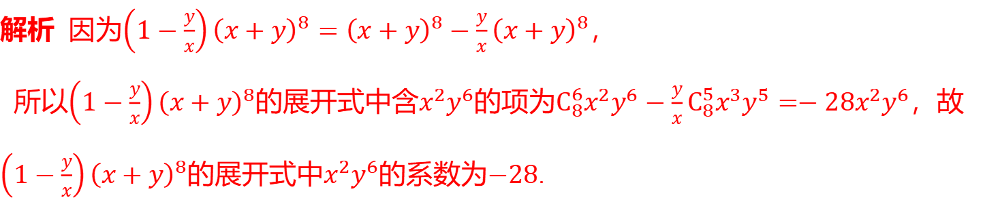 解析 因为$\left(1-\frac{y}{x}\right)(x+y)^8=(x+y)^8-\frac{y}{x}(x+y)^8$,
所以$\left(1-\frac{y}{x}\right)(x+y)^8$的展开式中含$x^2y^6$的项为$\mathrm{C}_8^6x^2y^6-\frac{y}{x}\mathrm{C}_8^5x^3y^5=-28x^2y^6$，故
$\left(1-\frac{y}{x}\right)(x+y)^8$的展开式中$x^2y^6$的系数为$-28$.